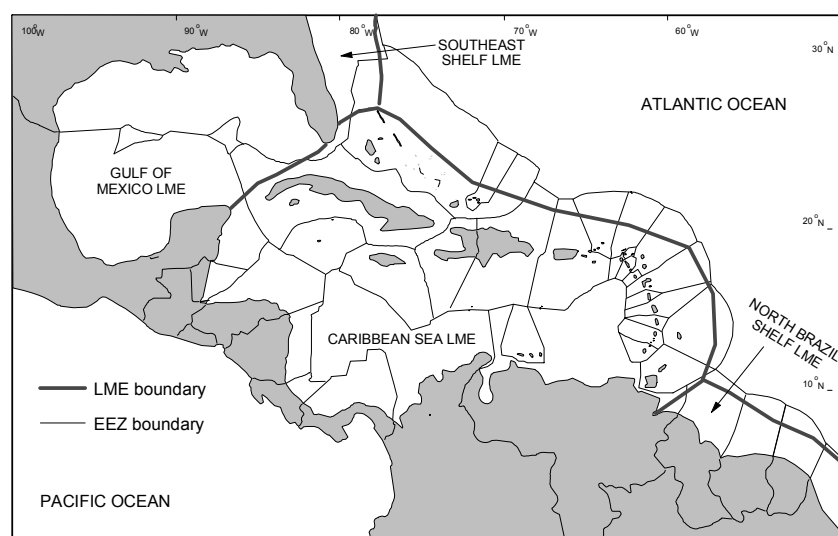 100°W
80°W
70°W
60°W
SOUTHEAST
SHELF LME
30°N
ATLANTIC OCEAN
GULF OF
MEXICO LME
20°N
NORTH BRAZIL
SHELF LME
CARIBBEAN SEA LME
10°N
LME boundary
EEZ boundary
PACIFIC OCEAN